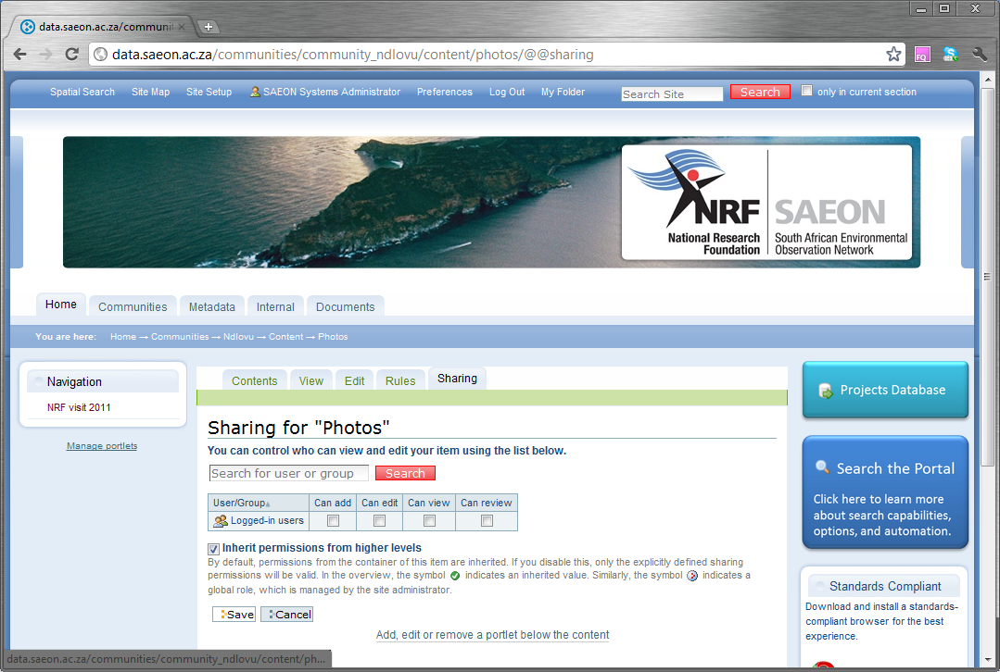 data.saeon.ac.za/communit
data.saeon.ac.za/communities/community_ndlovu/content/photos/@@sharing
FQ
Spatial Search Site Map Site Setup SAEON Systems Administrator Preferences Log Out My Folder Search Site Search only in current section
NRF SAEON
National Research Foundation
South African Environmental Observation Network
Home Communities Metadata Internal Documents
You are here: Home → Communities → Ndlovu → Content → Photos
Navigation
NRF visit 2011
Manage portlets
Contents View Edit Rules Sharing
Sharing for "Photos"
You can control who can view and edit your item using the list below.
Search for user or group Search
User/Group Can add Can edit Can view Can review
Logged-in users
Inherit permissions from higher levels
By default, permissions from the container of this item are inherited. If you disable this, only the explicitly defined sharing
permissions will be valid. In the overview, the symbol indicates an inherited value. Similarly, the symbol indicates a
global role, which is managed by the site administrator.
Save Cancel
Add, edit or remove a portlet below the content
Projects Database
Search the Portal
Click here to learn more
about search capabilities,
options, and automation.
Standards Compliant
Download and install a standards-
compliant browser for the best
experience.
data.saeon.ac.za/communities/community_ndlovu/content/ph...